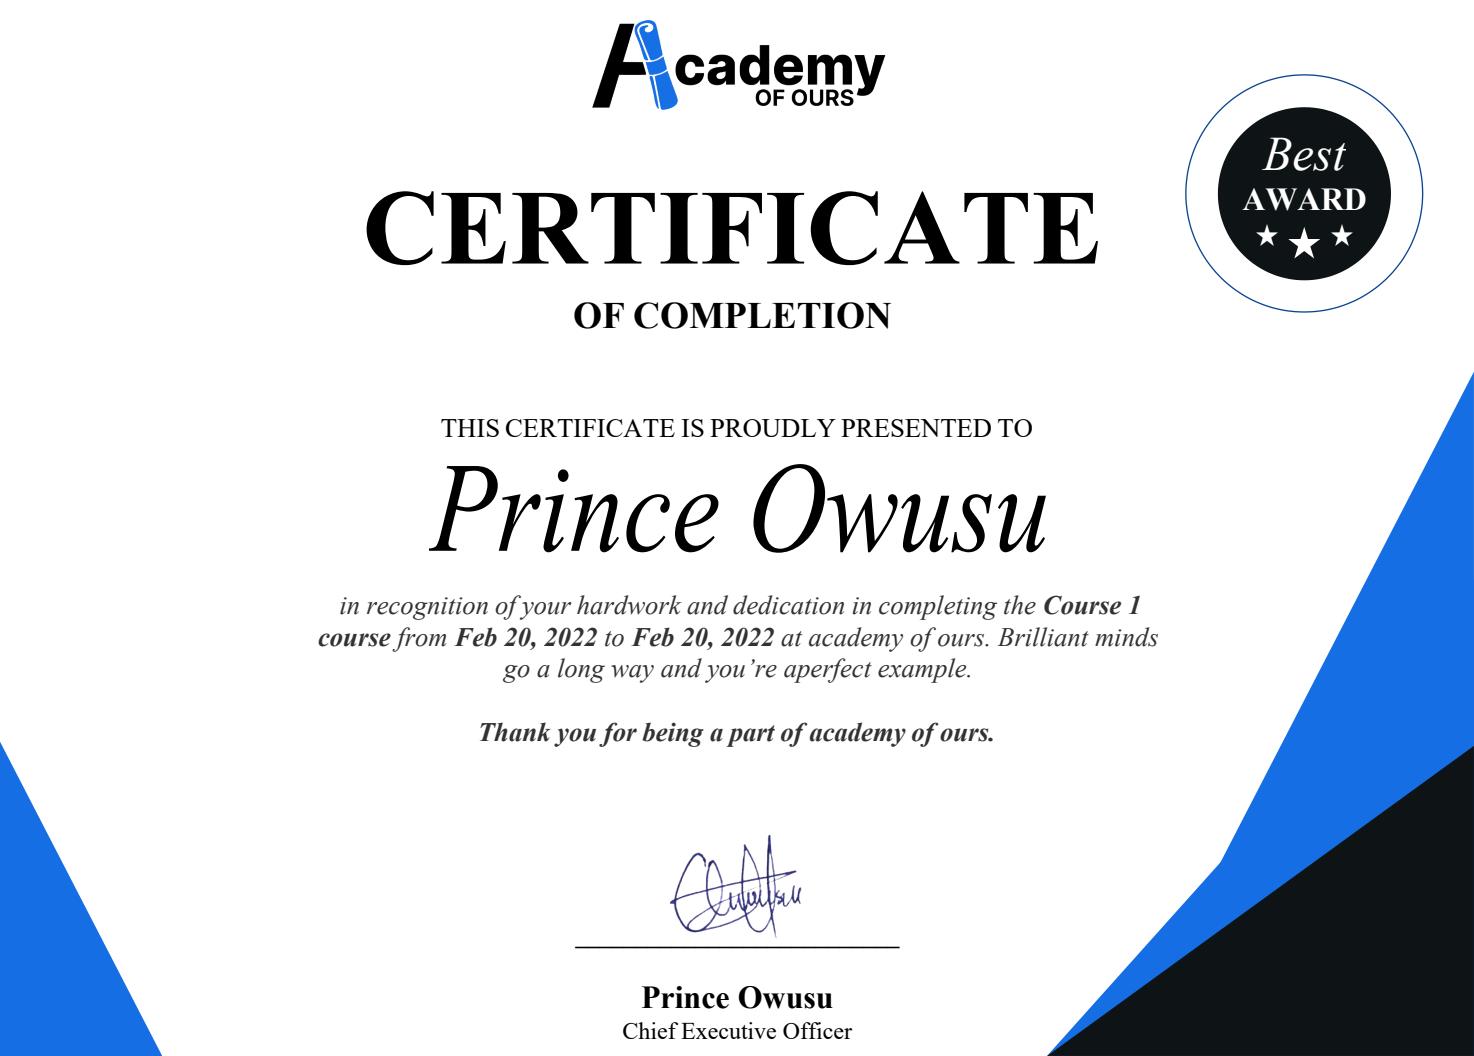 Academy
OF OURS
Best
AWARD
CERTIFICATE
OF COMPLETION
THIS CERTIFICATE IS PROUDLY PRESENTED TO
Prince Owusu
in recognition of your hardwork and dedication in completing the Course 1
course from Feb 20, 2022 to Feb 20, 2022 at academy of ours. Brilliant minds
go a long way and you’re aperfect example.
Thank you for being a part of academy of ours.
Prince Owusu
Chief Executive Officer